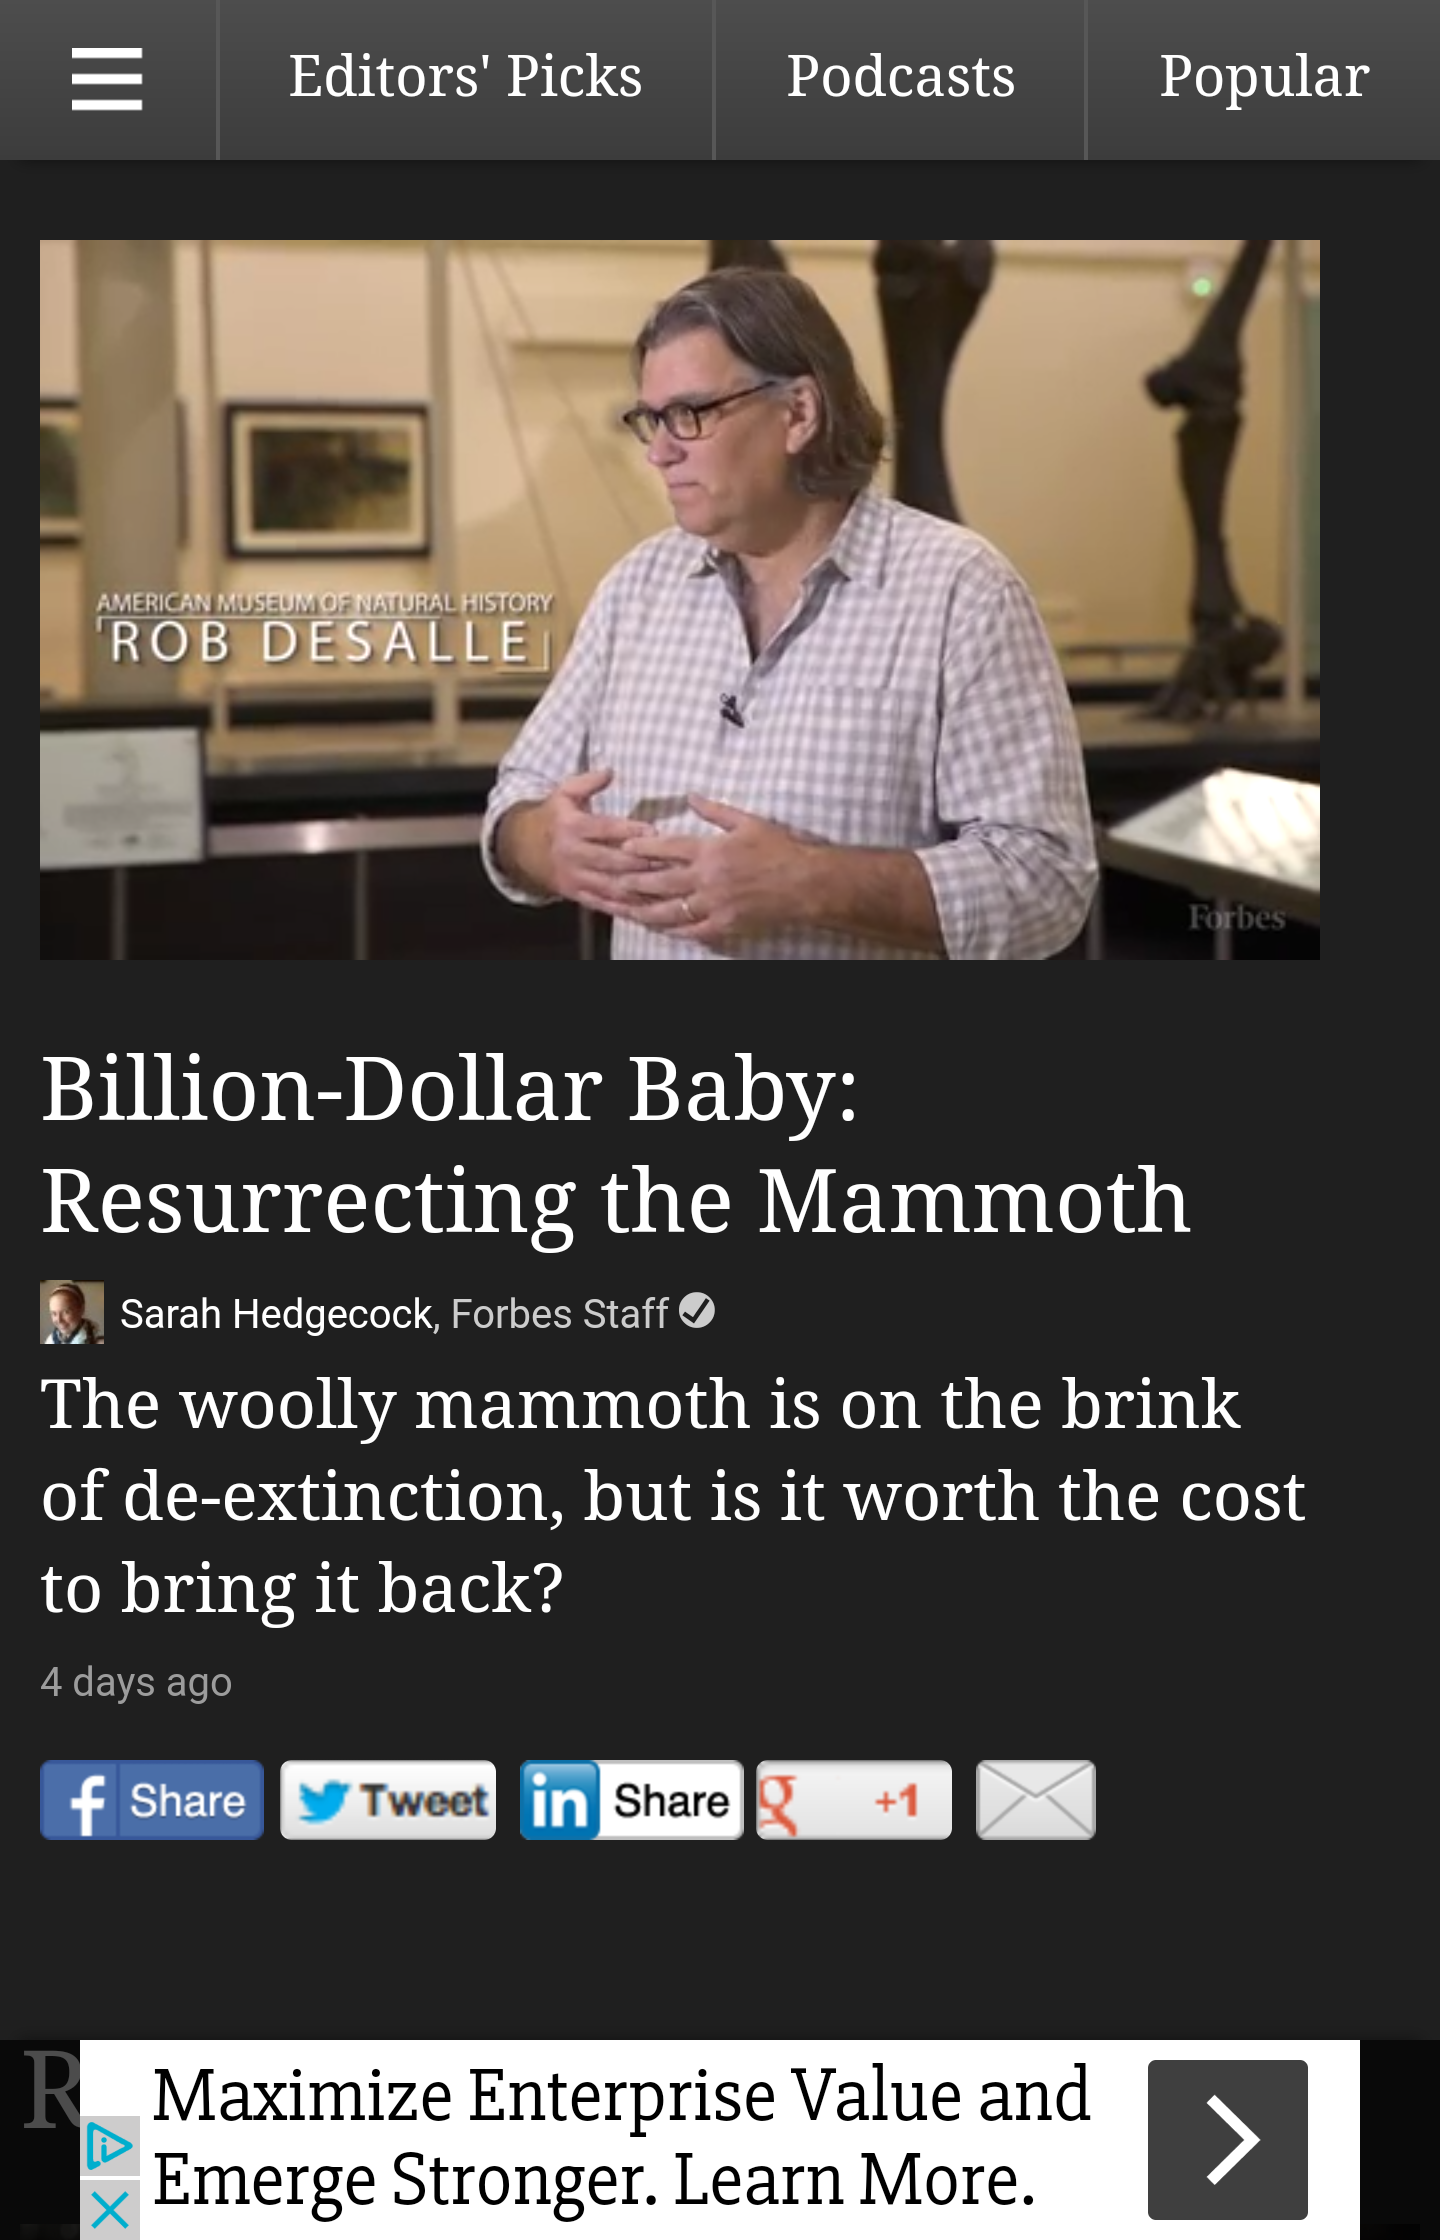 Editors' Picks
Podcasts
Popular
AMERICAN MUSEUM OF NATURAL HISTORY
ROB DESALLE
Forbes
Billion-Dollar Baby:
Resurrecting the Mammoth
Sarah Hedgecock, Forbes Staff
The woolly mammoth is on the brink
of de-extinction, but is it worth the cost
to bring it back?
4 days ago
f Share
Tweet
in Share
g +1
R
Maximize Enterprise Value and
Emerge Stronger. Learn More.